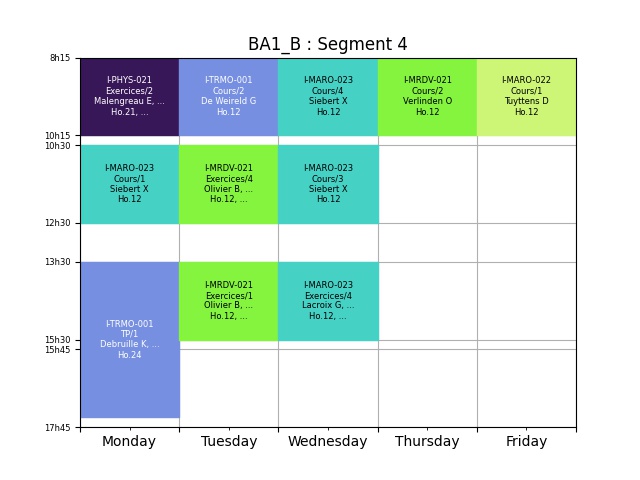 BA1_B : Segment 4
8h15
I-PHYS-021
Exercices/2
Malengreau E, ...
Ho.21, ...
I-TRMO-001
Cours/2
De Weireld G
Ho.12
I-MARO-023
Cours/4
Siebert X
Ho.12
I-MRDV-021
Cours/2
Verlinden O
Ho.12
I-MARO-022
Cours/1
Tuyttens D
Ho.12
10h15
10h30
I-MARO-023
Cours/1
Siebert X
Ho.12
I-MRDV-021
Exercices/4
Olivier B, ...
Ho.12, ...
I-MARO-023
Cours/3
Siebert X
Ho.12
12h30
13h30
I-TRMO-001
TP/1
Debruille K, ...
Ho.24
I-MRDV-021
Exercices/1
Olivier B, ...
Ho.12, ...
I-MARO-023
Exercices/4
Lacroix G, ...
Ho.12, ...
15h30
15h45
17h45
Monday
Tuesday
Wednesday
Thursday
Friday